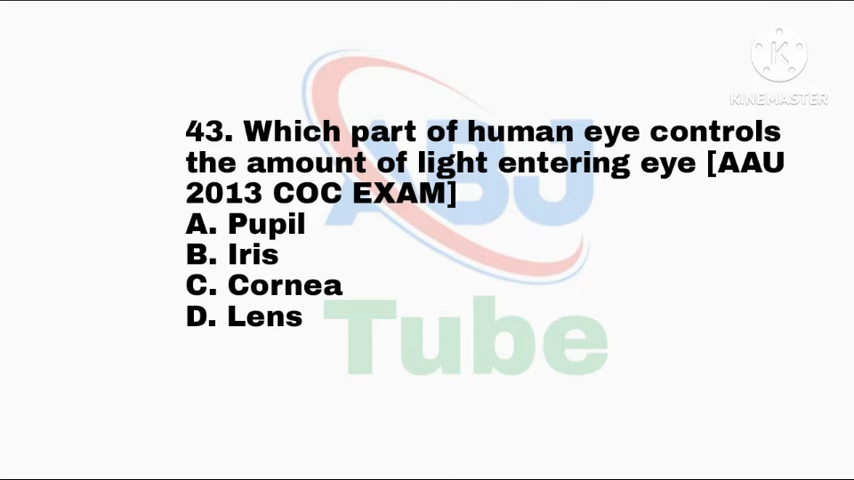 KINEMASTER
43. Which part of human eye controls
the amount of light entering eye [AAU
2013 COC EXAM]
A. Pupil
B. Iris
C. Cornea
D. Lens
ABJ
Tube